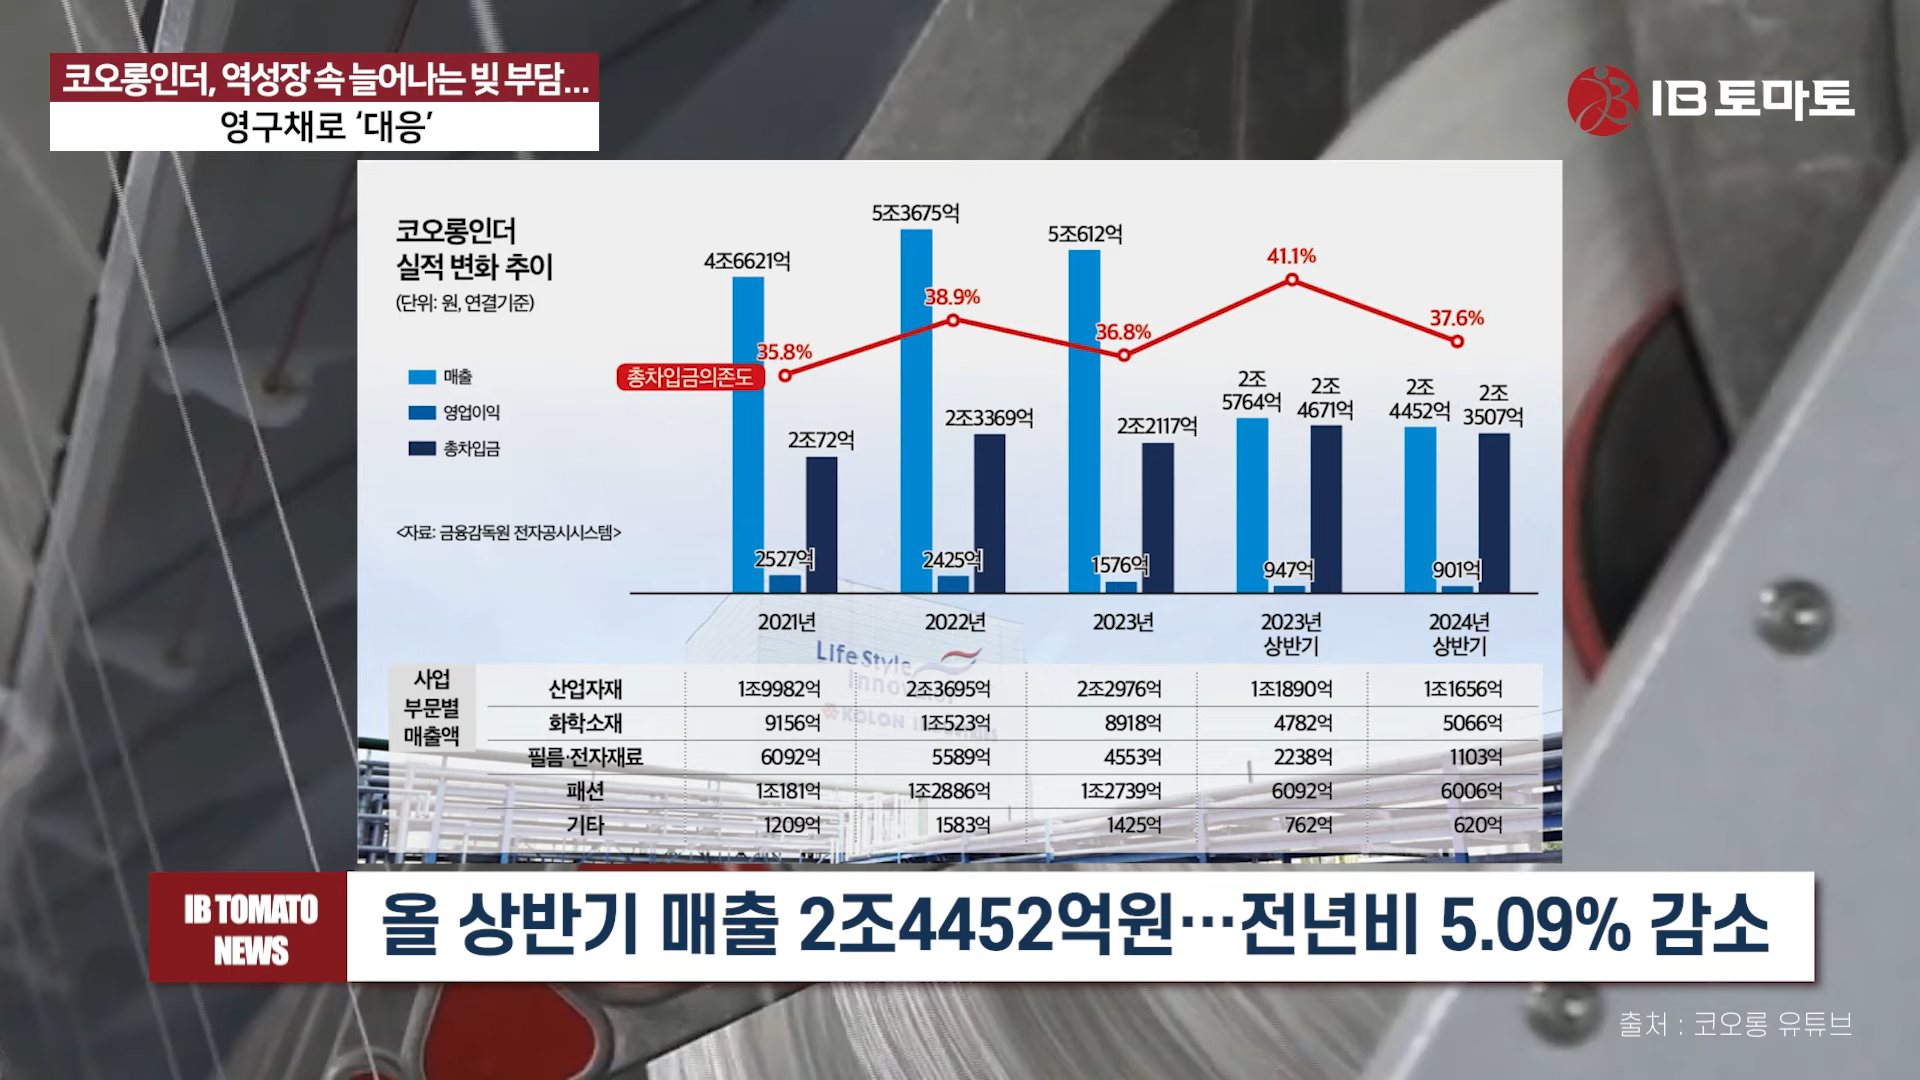 코오롱인더, 역성장 속 늘어나는 빚 부담...
영구채로 ‘대응’
IB토마토
코오롱인더
실적 변화 추이
(단위: 원, 연결기준)
매출
영업이익
총차입금
<자료: 금융감독원 전자공시시스템>
총차입금의존도
35.8%
38.9%
36.8%
41.1%
37.6%
4조6621억
2527억
2조72억
5조3675억
2425억
2조3369억
5조612억
1576억
2조2117억
2조
5764억
947억
2조
4671억
2조
4452억
901억
2조
3507억
2021년
2022년
2023년
2023년
상반기
2024년
상반기
Life Style
Innov
KOLON INDUSTRIES
사업
부문별
매출액
산업자재 1조9982억 2조3695억 2조2976억 1조1890억 1조1656억
화학소재 9156억 1조523억 8918억 4782억 5066억
필름·전자재료 6092억 5589억 4553억 2238억 1103억
패션 1조181억 1조2886억 1조2739억 6092억 6006억
기타 1209억 1583억 1425억 762억 620억
IB TOMATO
NEWS
올 상반기 매출 2조4452억원…전년비 5.09% 감소
출처 : 코오롱 유튜브